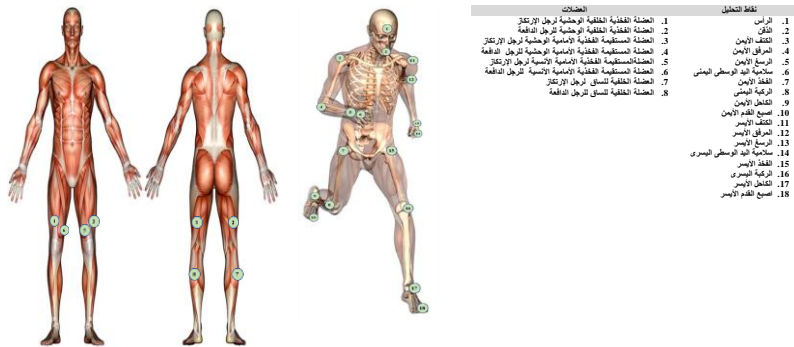 نقاط التحليل
1. الرأس
2. الذقن
3. الكتف الأيمن
4. المرفق الأيمن
5. الرسغ الأيمن
6. سلامية اليد الوسطى اليمنى
7. الفخذ الأيمن
8. الركبة اليمنى
9. الكاحل الأيمن
10. اصبع القدم الأيمن
11. الكتف الأيسر
12. المرفق الأيسر
13. الرسغ الأيسر
14. سلامية اليد الوسطى اليسرى
15. الفخذ الأيسر
16. الركبة اليسرى
17. الكاحل الأيسر
18. اصبع القدم الأيسر
العضلات
1. العضلة الفخذية الخلفية الوحشية لرجل الإرتكاز
2. العضلة الفخذية الخلفية الوحشية للرجل الدافعة
3. العضلة المستقيمة الفخذية الأمامية الوحشية لرجل الإرتكاز
4. العضلة المستقيمة الفخذية الأمامية الوحشية للرجل الدافعة
5. العضلةالمستقيمة الفخذية الأمامية الأنسية لرجل الإرتكاز
6. العضلة المستقيمة الفخذية الأمامية الأنسية للرجل الدافعة
7. العضلة الخلفية للساق لرجل الإرتكاز
8. العضلة الخلفية للساق للرجل الدافعة